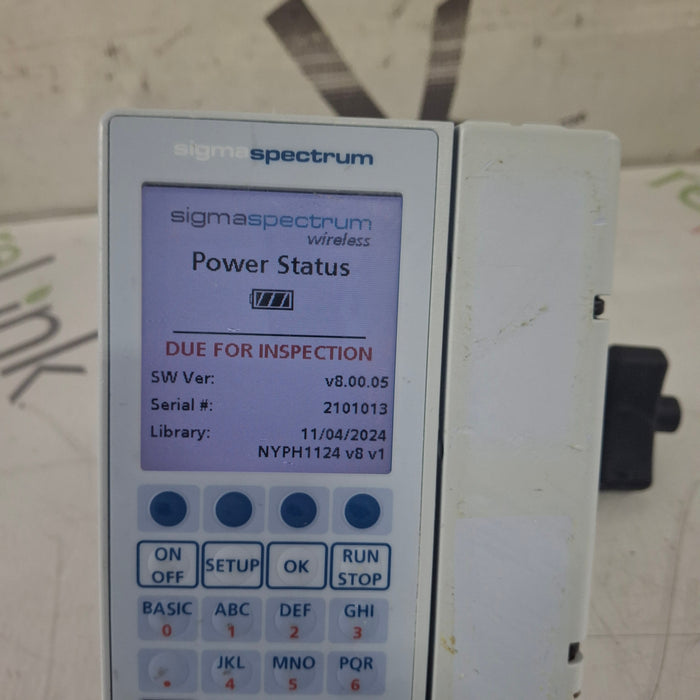 sigmaspectrum
sigmaspectrum
wireless
Power Status
DUE FOR INSPECTION
SW Ver: v8.00.05
Serial #: 2101013
Library: 11/04/2024
NYPH1124 v8 v1
ON OFF
SETUP
OK
RUN STOP
BASIC 0
ABC 1
DEF 2
GHI 3
.
JKL 4
MNO 5
PQR 6